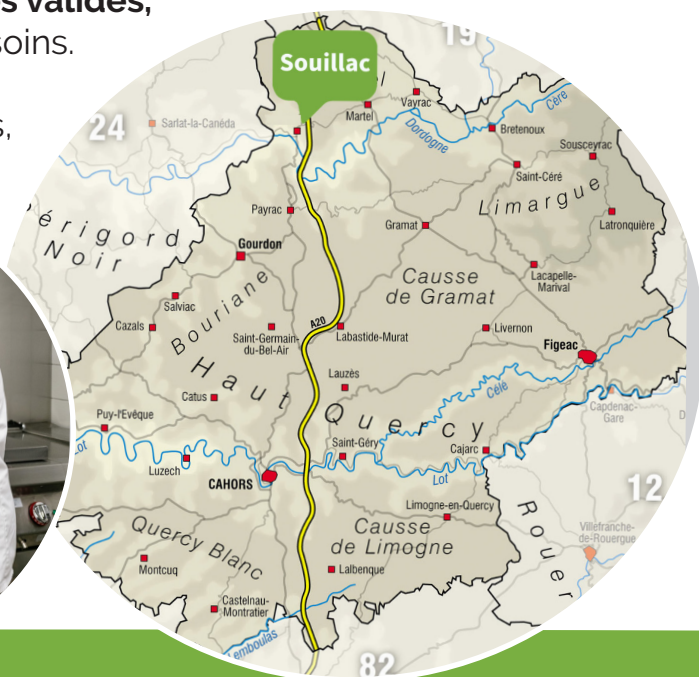 es valides,
soins.
s,
Souillac
19
24
Sarlat-la-Canéda
Martel
Vayrac
Cère
Dordogne
Bretenoux
Sousceyrac
Saint-Céré
Limargue
Payrac
érigord
Noir
Gourdon
Gramat
Latronquière
Lacapelle-
Marival
Causse
de Gramat
Salviac
Bouriane
Cazals
Saint-Germain-
du-Bel-Air
A20
Labastide-Murat
Livernon
Figeac
Haut Quercy
Lauzès
Célé
Catus
Capdenac-
Gare
Puy-l'Evêque
Lot
Luzech
Saint-Géry
Cajarc
CAHORS
Lot
12
Limogne-en-Quercy
Rouer
Quercy Blanc
Causse
de Limogne
Villefranche-
de-Rouergue
Montcuq
Lalbenque
Castelnau-
Montratier
Lemboulas
82